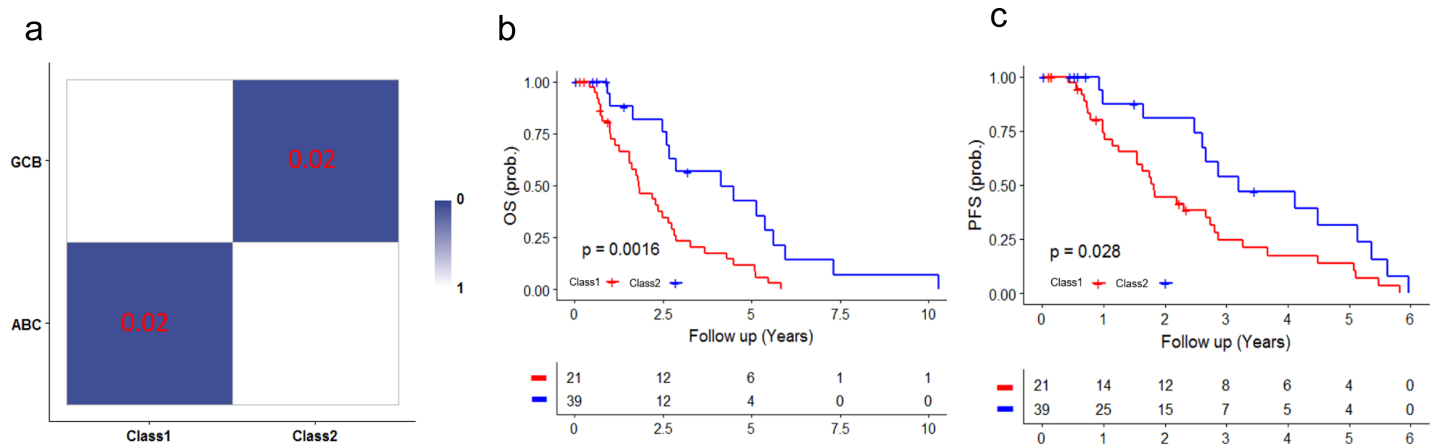 a
GCB
ABC
0.02
0.02
Class1 Class2
0
1
b
OS (prob.)
1.00
0.75
0.50
0.25
0.00
p = 0.0016
Class1 Class2
0 2.5 5 7.5 10
Follow up (Years)
21 12 6 1 1
39 12 4 0 0
0 2.5 5 7.5 10
c
PFS (prob.)
1.00
0.75
0.50
0.25
0.00
p = 0.028
Class1 Class2
0 1 2 3 4 5 6
Follow up (Years)
21 14 12 8 6 4 0
39 25 15 7 5 4 0
0 1 2 3 4 5 6